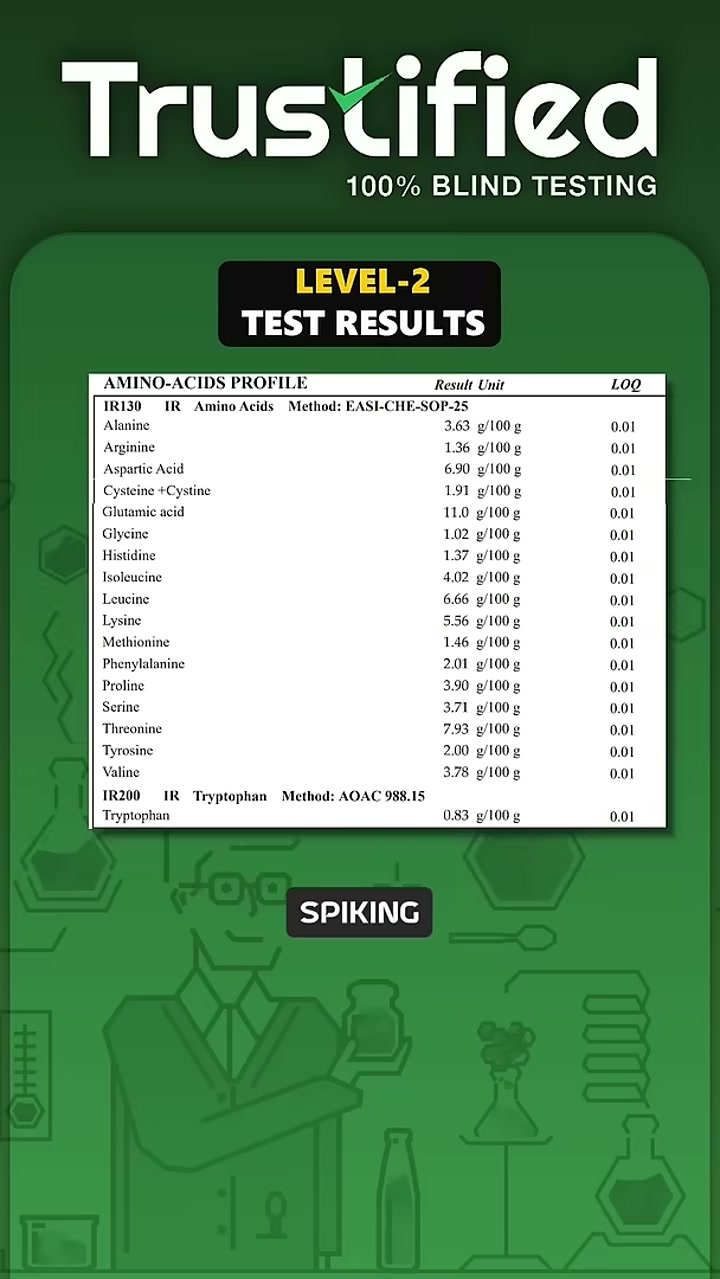 Trustified
100% BLIND TESTING
LEVEL-2
TEST RESULTS
AMINO-ACIDS PROFILE Result Unit LOQ
IR130 IR Amino Acids Method: EASI-CHE-SOP-25
Alanine 3.63 g/100 g 0.01
Arginine 1.36 g/100 g 0.01
Aspartic Acid 6.90 g/100 g 0.01
Cysteine +Cystine 1.91 g/100 g 0.01
Glutamic acid 11.0 g/100 g 0.01
Glycine 1.02 g/100 g 0.01
Histidine 1.37 g/100 g 0.01
Isoleucine 4.02 g/100 g 0.01
Leucine 6.66 g/100 g 0.01
Lysine 5.56 g/100 g 0.01
Methionine 1.46 g/100 g 0.01
Phenylalanine 2.01 g/100 g 0.01
Proline 3.90 g/100 g 0.01
Serine 3.71 g/100 g 0.01
Threonine 7.93 g/100 g 0.01
Tyrosine 2.00 g/100 g 0.01
Valine 3.78 g/100 g 0.01
IR200 IR Tryptophan Method: AOAC 988.15
Tryptophan 0.83 g/100 g 0.01
SPIKING